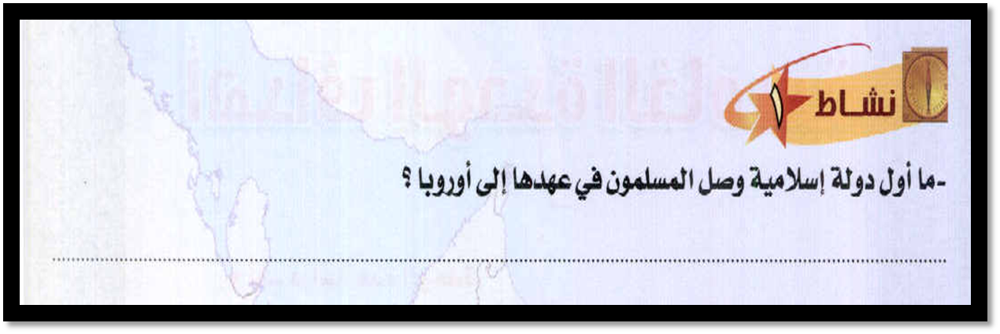 نشاط ١
-ما أول دولة إسلامية وصل المسلمون في عهدها إلى أوروبا ؟